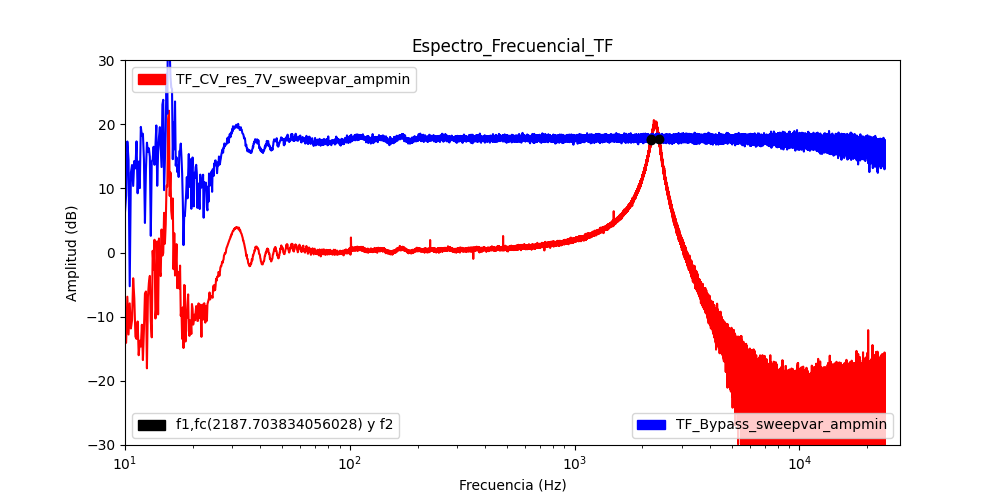 Espectro_Frecuencial_TF
TF_CV_res_7V_sweepvar_ampmin
30
20
10
0
−10
−20
−30
Amplitud (dB)
f1,fc(2187.703834056028) y f2
TF_Bypass_sweepvar_ampmin
10^1
10^2
10^3
10^4
Frecuencia (Hz)